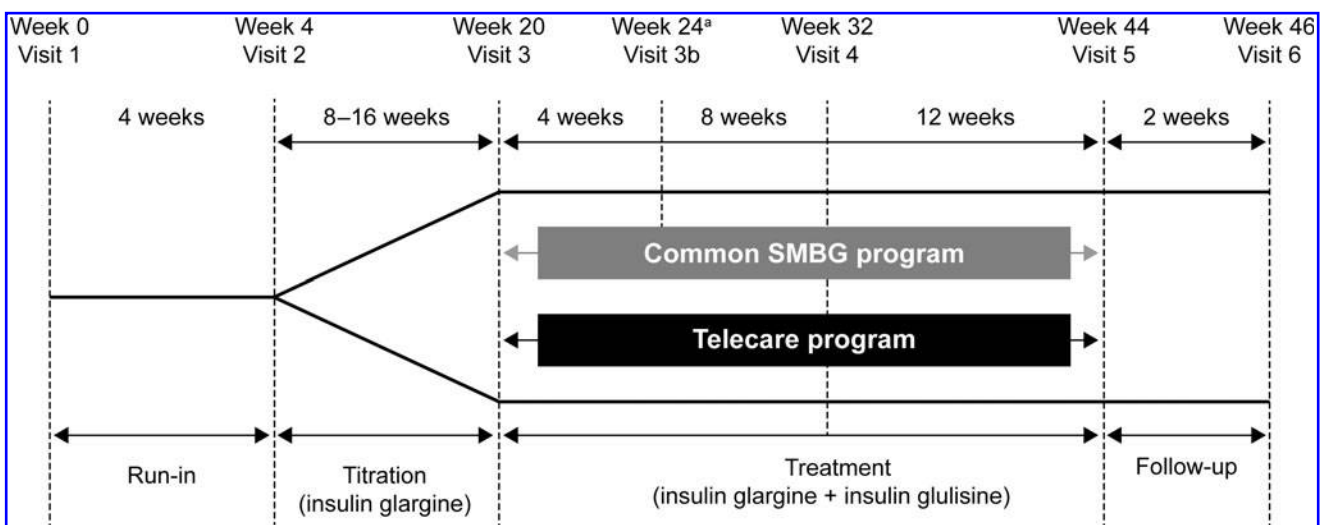 Week 0 Week 4 Week 20 Week 24ᵃ Week 32 Week 44 Week 46
Visit 1 Visit 2 Visit 3 Visit 3b Visit 4 Visit 5 Visit 6
4 weeks 8–16 weeks 4 weeks 8 weeks 12 weeks 2 weeks
Common SMBG program
Telecare program
Run-in Titration Treatment Follow-up
(insulin glargine) (insulin glargine + insulin glulisine)